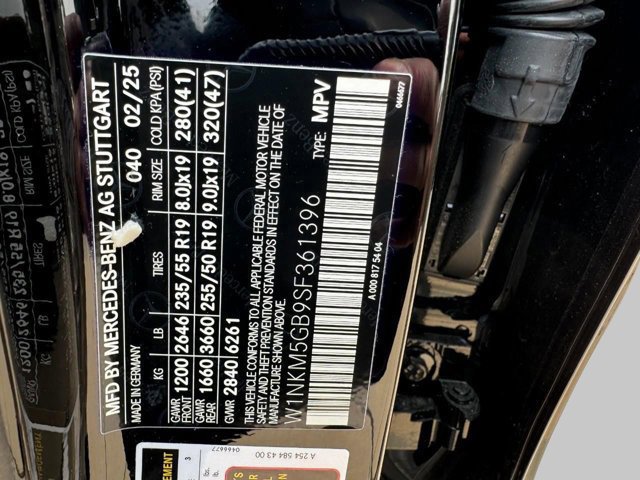 MFD BY MERCEDES-BENZ AG STUTTGART
MADE IN GERMANY 040 02/25
KG LB TIRES RIM SIZE COLD KPA(PSI)
GAWR FRONT 1200 2646 235/55 R19 8.0Jx19 280(41)
GAWR REAR 1660 3660 255/50 R19 9.0Jx19 320(47)
GVWR 2840 6261
THIS VEHICLE CONFORMS TO ALL APPLICABLE FEDERAL MOTOR VEHICLE
SAFETY AND THEFT PREVENTION STANDARDS IN EFFECT ON THE DATE OF
MANUFACTURE SHOWN ABOVE.
W1NKM5GB9SF361396 TYPE: MPV
A 000 817 54 04
0466677
A 254 584 43 00
0466677
3